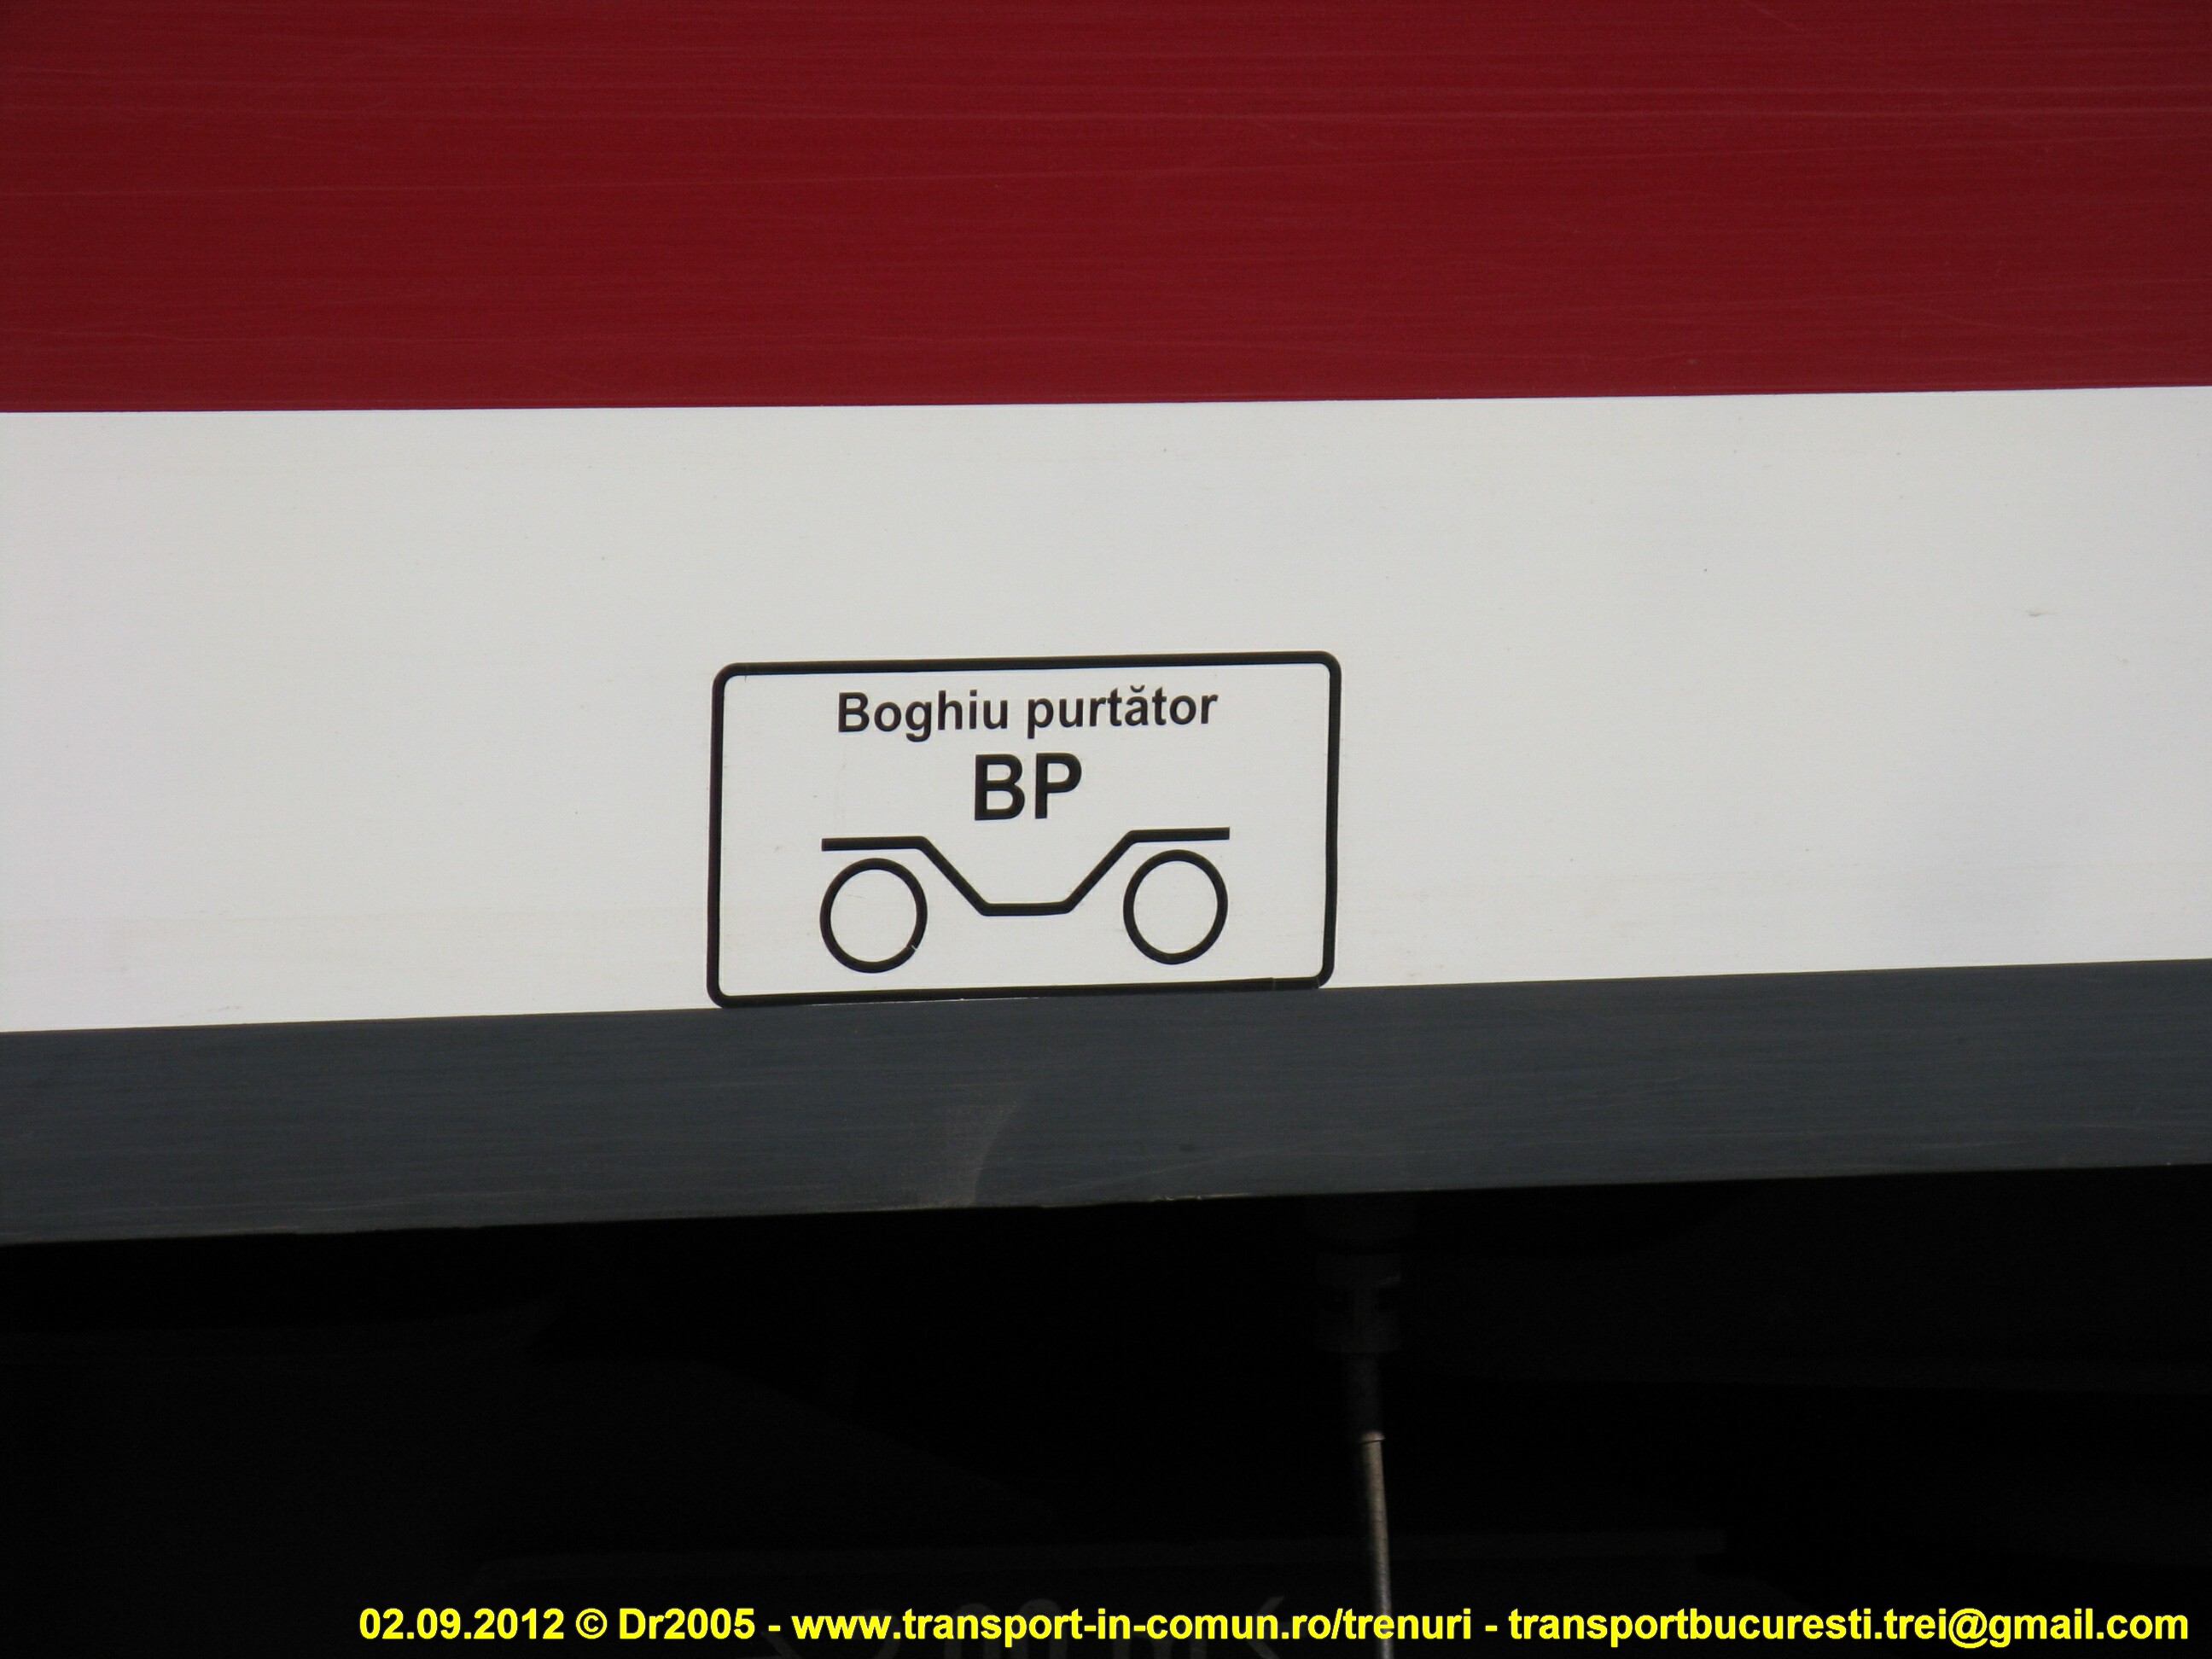 Boghiu purtător
BP
02.09.2012 © Dr2005 - www.transport-in-comun.ro/trenuri - transportbucuresti.trei@gmail.com